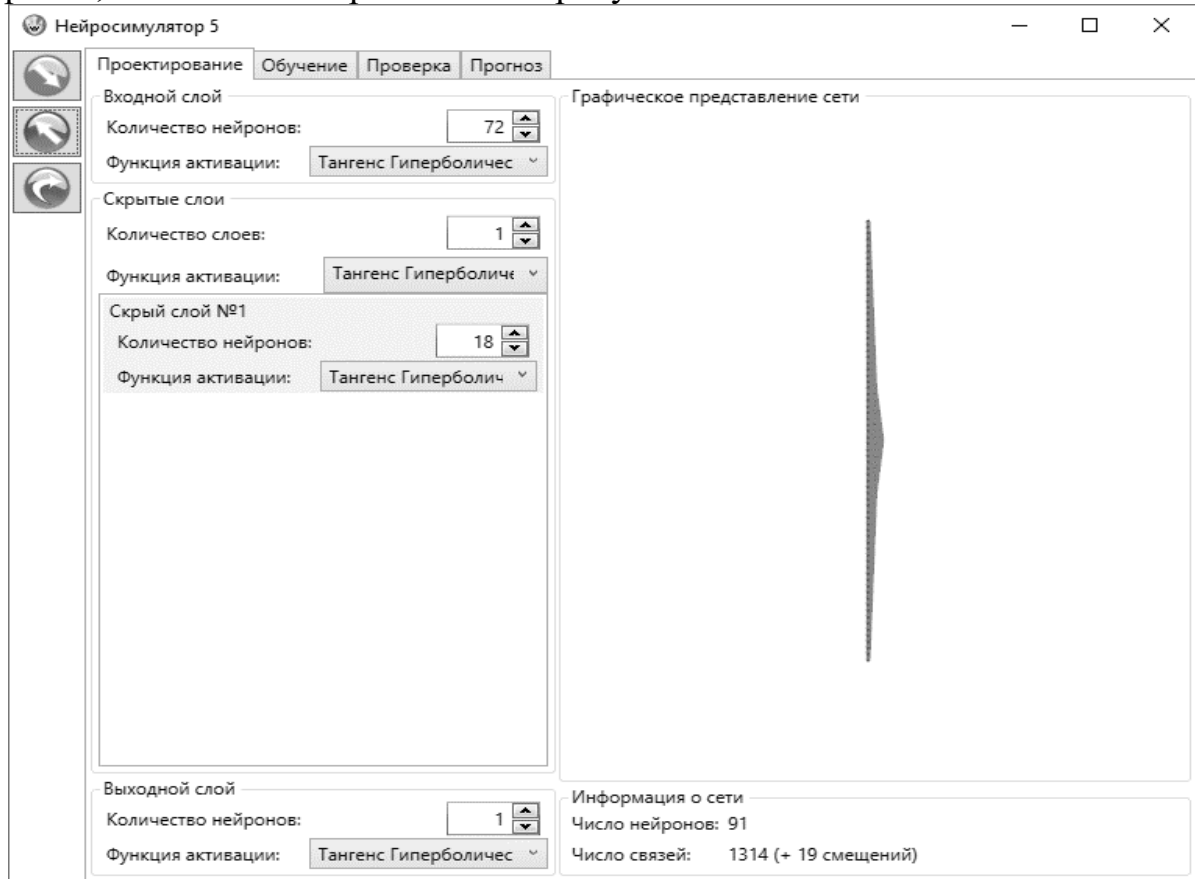 Нейросимулятор 5
Проектирование Обучение Проверка Прогноз
Входной слой
Количество нейронов: 72
Функция активации: Тангенс Гиперболичес
Скрытые слои
Количество слоев: 1
Функция активации: Тангенс Гиперболиче
Скрый слой №1
Количество нейронов: 18
Функция активации: Тангенс Гиперболич
Выходной слой
Количество нейронов: 1
Функция активации: Тангенс Гиперболичес
Графическое представление сети
Информация о сети
Число нейронов: 91
Число связей: 1314 (+ 19 смещений)